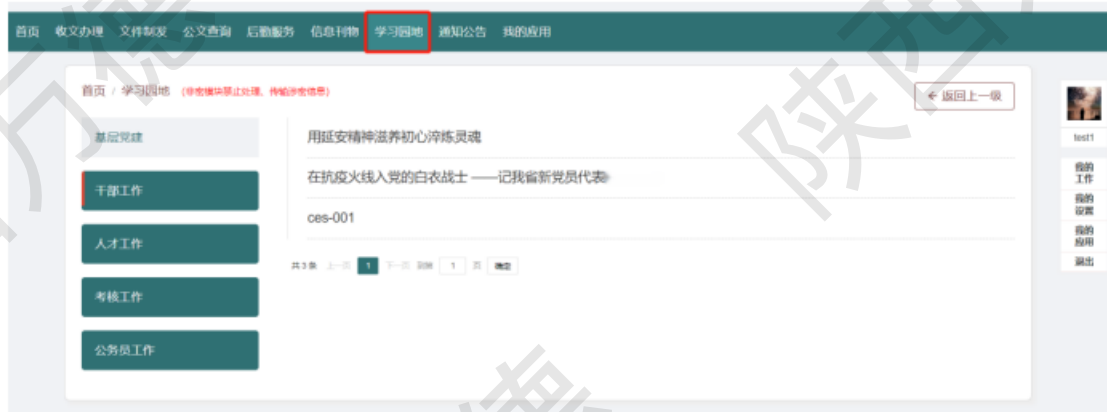 首页 收文办理 文件制发 公文查询 后勤服务 信息刊物 学习园地 通知公告 我的应用
首页 / 学习园地 (非密模块禁止处理、传输涉密信息)
← 返回上一级
基层党建
干部工作
人才工作
考核工作
公务员工作
用延安精神滋养初心淬炼灵魂
在抗疫火线入党的白衣战士 ——记我省新党员代表
ces-001
共 3 条 上一页 1 下一页 到第 1 页 确定
test1
我的
工作
我的
设置
我的
应用
退出
万德
陕西
德